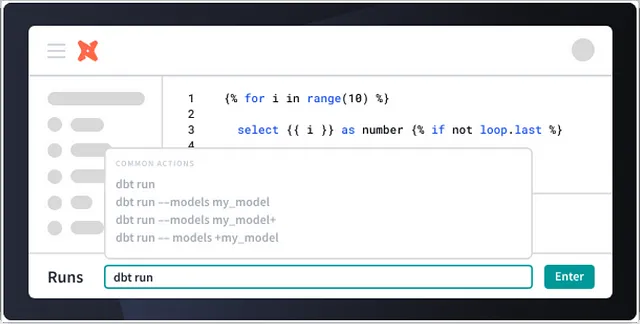 1 {% for i in range(10) %}
2
3 select {{ i }} as number {% if not loop.last %}
4
COMMON ACTIONS
dbt run
dbt run --models my_model
dbt run --models my_model+
dbt run -- models +my_model
Runs dbt run Enter